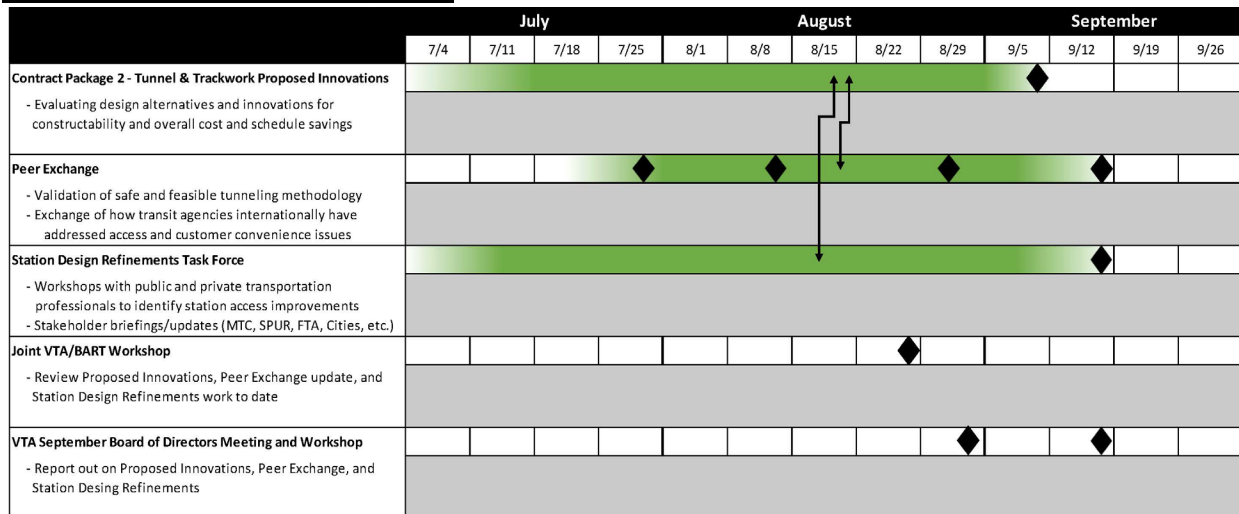 July August September
7/4 7/11 7/18 7/25 8/1 8/8 8/15 8/22 8/29 9/5 9/12 9/19 9/26
Contract Package 2 - Tunnel & Trackwork Proposed Innovations
- Evaluating design alternatives and innovations for
constructability and overall cost and schedule savings
Peer Exchange
- Validation of safe and feasible tunneling methodology
- Exchange of how transit agencies internationally have
addressed access and customer convenience issues
Station Design Refinements Task Force
- Workshops with public and private transportation
professionals to identify station access improvements
- Stakeholder briefings/updates (MTC, SPUR, FTA, Cities, etc.)
Joint VTA/BART Workshop
- Review Proposed Innovations, Peer Exchange update, and
Station Design Refinements work to date
VTA September Board of Directors Meeting and Workshop
- Report out on Proposed Innovations, Peer Exchange, and
Station Desing Refinements